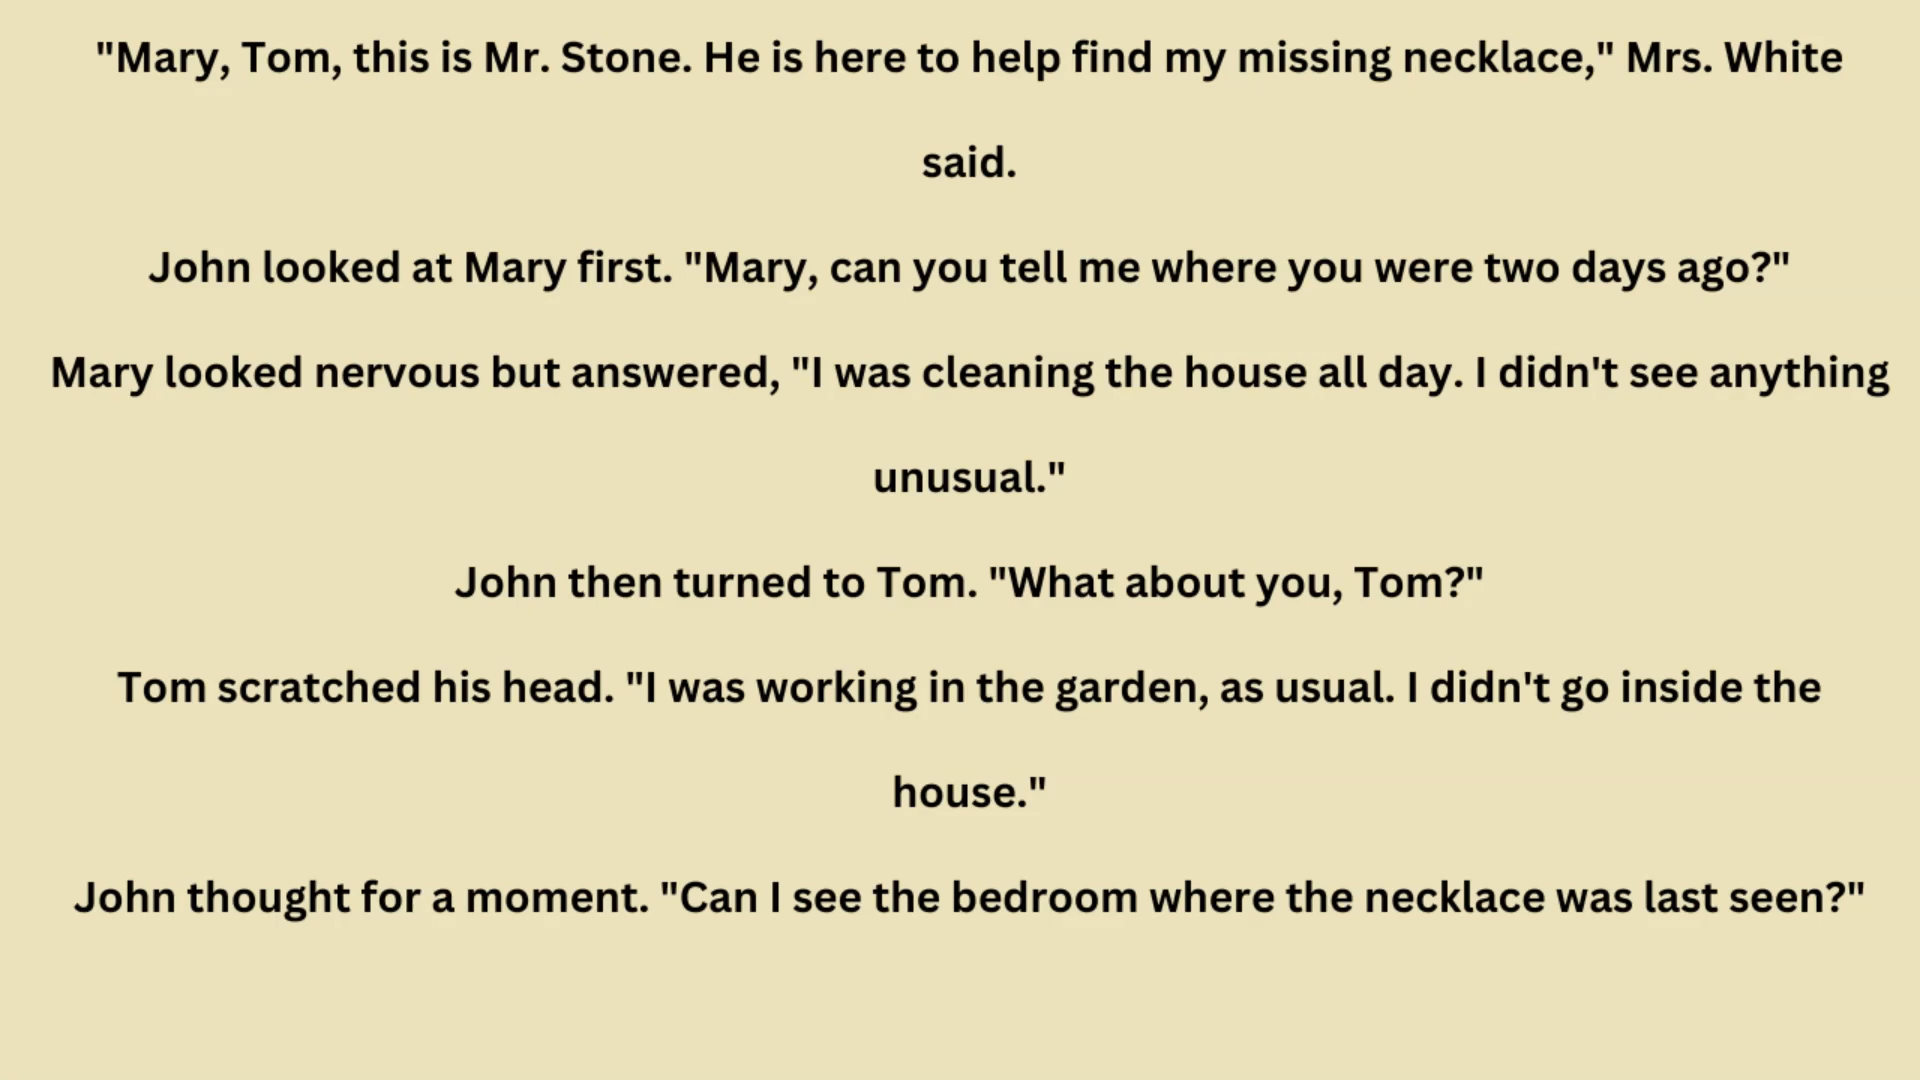 "Mary, Tom, this is Mr. Stone. He is here to help find my missing necklace," Mrs. White
said.
John looked at Mary first. "Mary, can you tell me where you were two days ago?"
Mary looked nervous but answered, "I was cleaning the house all day. I didn't see anything
unusual."
John then turned to Tom. "What about you, Tom?"
Tom scratched his head. "I was working in the garden, as usual. I didn't go inside the
house."
John thought for a moment. "Can I see the bedroom where the necklace was last seen?"